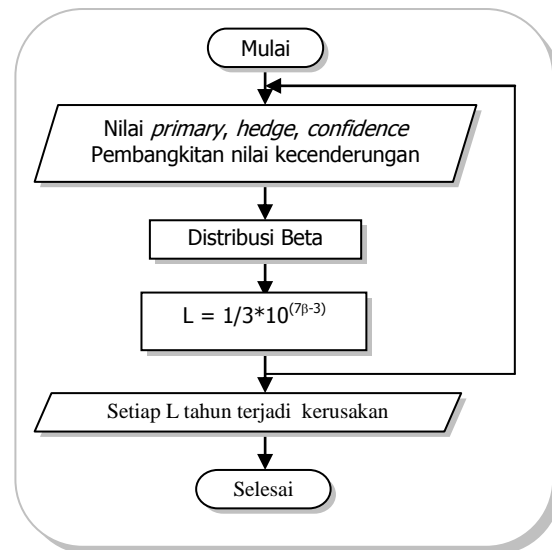 Mulai
Nilai primary, hedge, confidence
Pembangkitan nilai kecenderungan
Distribusi Beta
L = 1/3*10^(7β-3)
Setiap L tahun terjadi kerusakan
Selesai